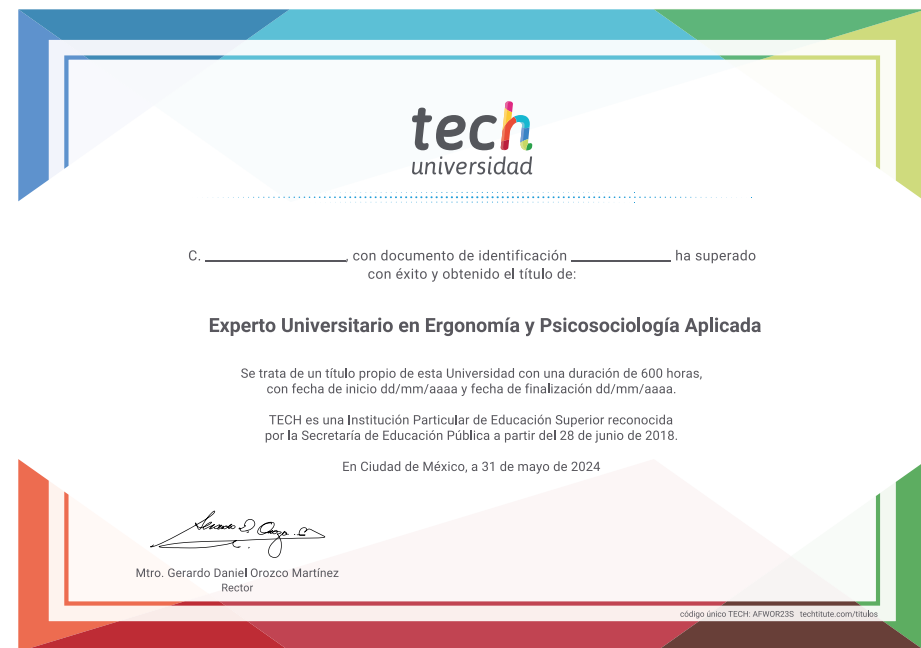 tech
universidad
C. ____________, con documento de identificación ____________ ha superado
con éxito y obtenido el título de:
Experto Universitario en Ergonomía y Psicosociología Aplicada
Se trata de un título propio de esta Universidad con una duración de 600 horas,
con fecha de inicio dd/mm/aaaa y fecha de finalización dd/mm/aaaa.
TECH es una Institución Particular de Educación Superior reconocida
por la Secretaría de Educación Pública a partir del 28 de junio de 2018.
En Ciudad de México, a 31 de mayo de 2024
Mtro. Gerardo Daniel Orozco Martínez
Rector
código único TECH: AFWOR23S techtitute.com/titulos